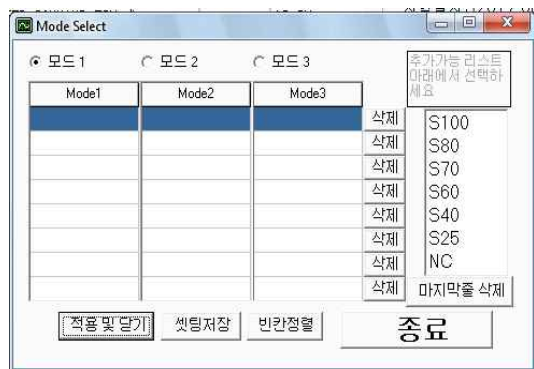 Mode Select
모드 1 모드 2 모드 3
추가가능 리스트
아래에서 선택하
세요
Mode1 Mode2 Mode3
삭제
삭제
삭제
삭제
삭제
삭제
삭제
삭제
S100
S80
S70
S60
S40
S25
NC
마지막줄 삭제
적용 및 닫기 셋팅저장 빈칸정렬 종료